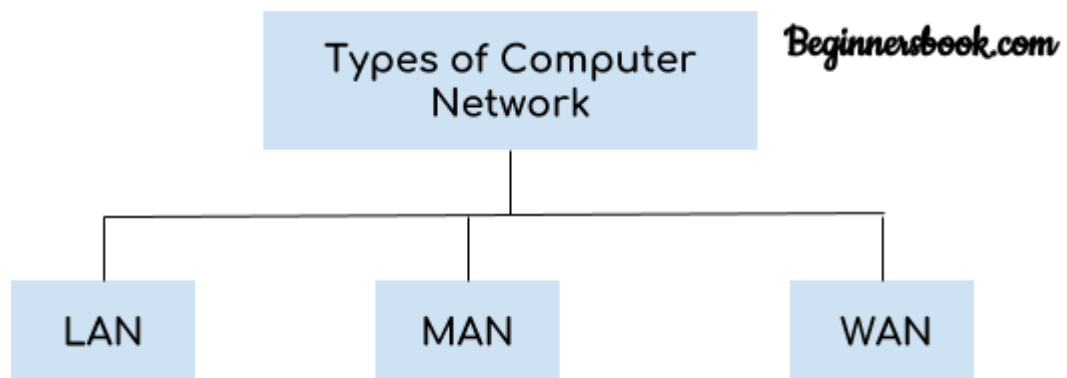 Types of Computer
Network
Beginnersbook.com
LAN
MAN
WAN